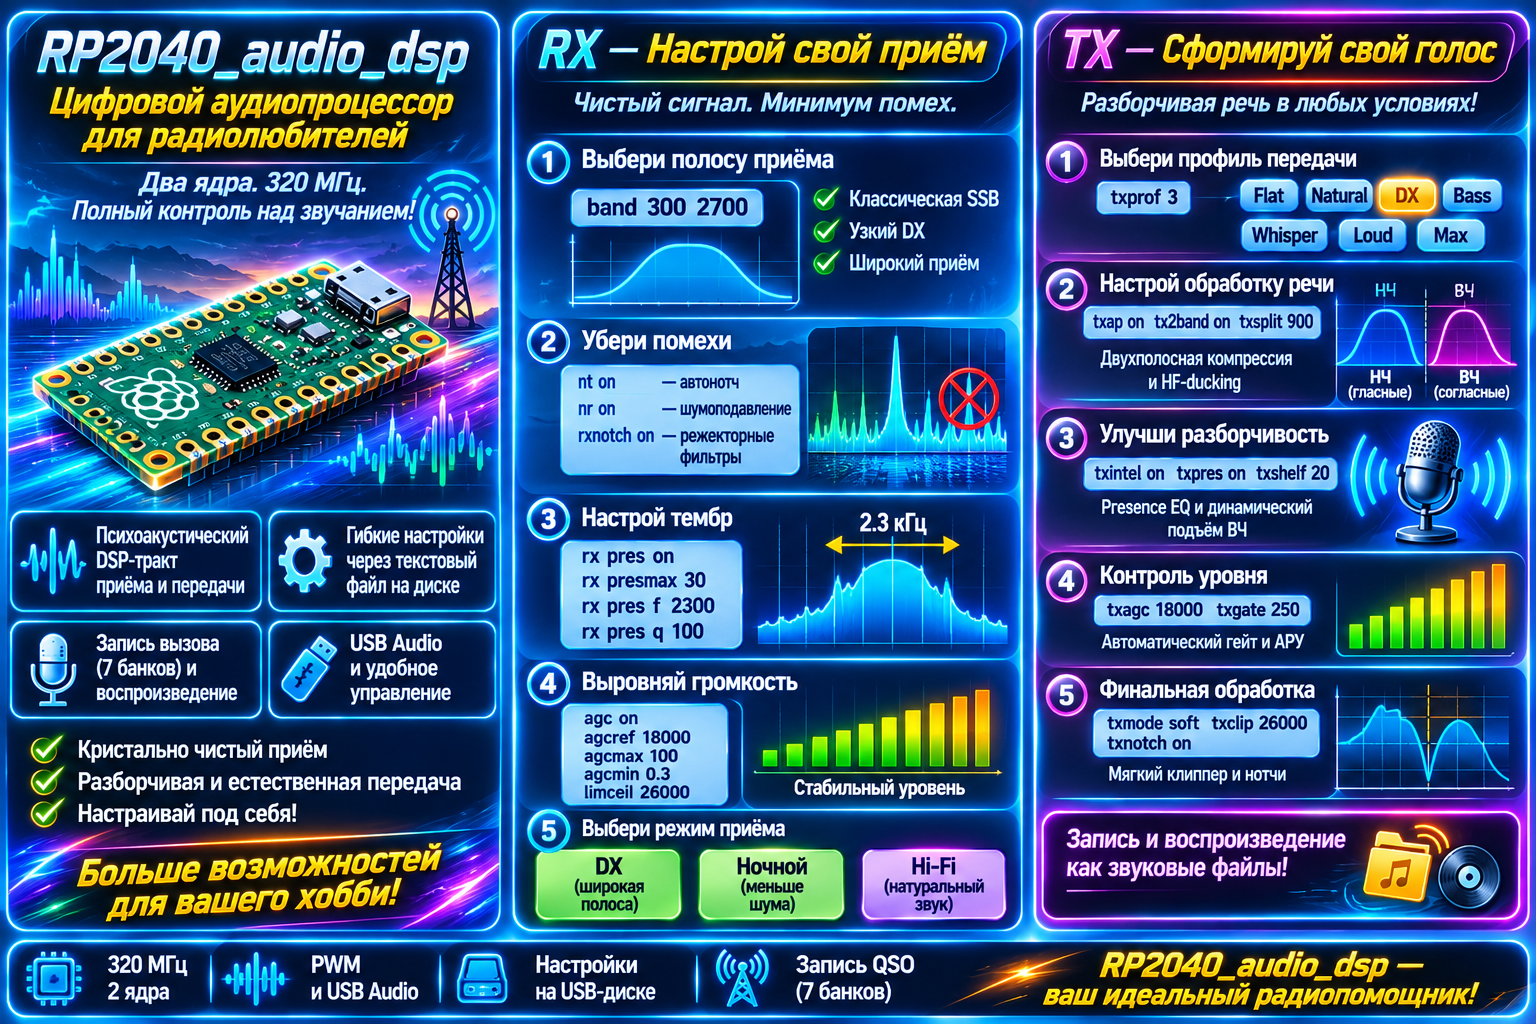 RP2040_audio_dsp
Цифровой аудиопроцессор
для радиолюбителей
Два ядра. 320 МГц.
Полный контроль над звучанием!
Психоакустический
DSP-тракт
приёма и передачи
Гибкие настройки
через текстовый
файл на диске
Запись вызова
(7 банков) и
воспроизведение
USB Audio
и удобное
управление
Кристально чистый приём
Разборчивая и естественная передача
Настраивай под себя!
Больше возможностей
для вашего хобби!
RX — Настрой свой приём
Чистый сигнал. Минимум помех.
1 Выбери полосу приёма
band 300 2700
Классическая SSB
Узкий DX
Широкий приём
2 Убери помехи
nt on — автонотч
nr on — шумоподавление
rxnotch on — режекторные
фильтры
3 Настрой тембр
rx pres on
rx presmax 30
rx pres f 2300
rx pres q 100
2.3 кГц
4 Выровняй громкость
agc on
agcref 18000
agcmax 100
agcmin 0.3
limceil 26000
Стабильный уровень
5 Выбери режим приёма
DX
(широкая
полоса)
Ночной
(меньше
шума)
Hi-Fi
(натуральный
звук)
TX — Сформируй свой голос
Разборчивая речь в любых условиях!
1 Выбери профиль передачи
txprof 3
Flat Natural DX Bass
Whisper Loud Max
2 Настрой обработку речи
txap on txt2band on txsplit 900
Двухполосная компрессия
и HF-ducking
НЧ ВЧ
НЧ
(гласные)
ВЧ
(согласные)
3 Улучши разборчивость
txintel on txpres on txshelf 20
Presence EQ и динамический
подъём ВЧ
4 Контроль уровня
txagc 18000 txgate 250
Автоматический гейт и АРУ
5 Финальная обработка
txmode soft txclip 26000
txnotch on
Мягкий клиппер и нотчи
Запись и воспроизведение
как звуковые файлы!
320 МГц
2 ядра
PWM
и USB Audio
Настройки
на USB-диске
Запись QSO
(7 банков)
RP2040_audio_dsp —
ваш идеальный радиопомощник!